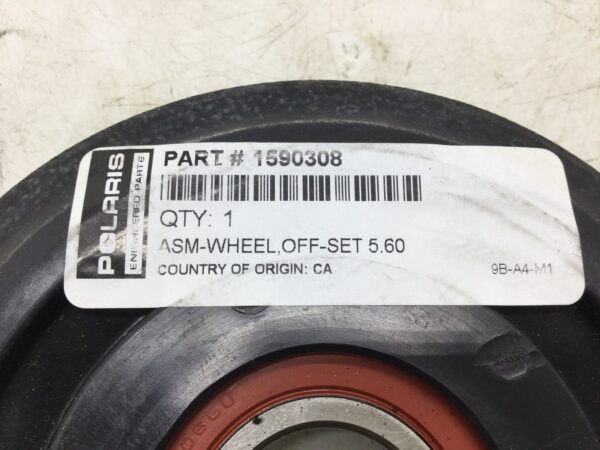 POLARIS
ENGINEERED PARTS
PART # 1590308
QTY: 1
ASM-WHEEL,OFF-SET 5.60
COUNTRY OF ORIGIN: CA
9B-A4-M1